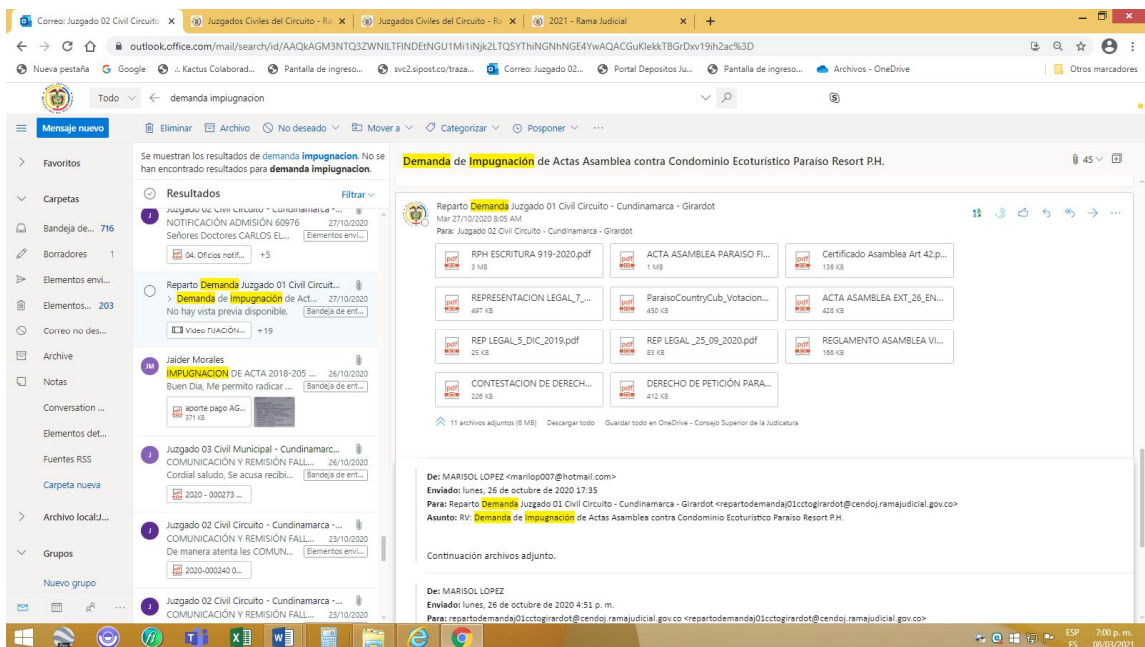 Correo: Juzgado 02 Civil Circuito
Juzgados Civiles del Circuito - Ra
Juzgados Civiles del Circuito - Ra
2021 - Rama Judicial
outlook.office.com/mail/search/id/
Nueva pestaña
Google
.: Kactus Colaborad...
Pantalla de ingreso...
svc2.sipost.co/traza...
Correo: Juzgado 02...
Portal Depositos Ju...
Pantalla de ingreso...
Archivos - OneDrive
Otros marcadores
Todo
demanda impiugnacion
Mensaje nuevo
Eliminar
Archivo
No deseado
Mover a
Categorizar
Posponer
Favoritos
Carpetas
Bandeja de... 716
Borradores 1
Elementos envi...
Elementos... 203
Correo no des...
Archive
Notas
Conversation ...
Elementos det...
Fuentes RSS
Carpeta nueva
Archivo local:J...
Grupos
Nuevo grupo
Se muestran los resultados de demanda impugnacion. No se
han encontrado resultados para demanda impiugnacion.
Resultados
Filtrar
J
Juzgado 02 Civil Circuito - Cundinamarca -...
NOTIFICACIÓN ADMISIÓN 60976 27/10/2020
Señores Doctores CARLOS EL... Elementos envi...
04. Oficios notif... +5
Reparto Demanda Juzgado 01 Civil Circuit...
> Demanda de Impugnación de Act... 27/10/2020
No hay vista previa disponible. Bandeja de ent...
Video FIJACIÓN... +19
JM
Jaider Morales
IMPUGNACION DE ACTA 2018-205 ... 26/10/2020
Buen Dia, Me permito radicar ... Bandeja de ent...
aporte pago AG...
371 KB
J
Juzgado 03 Civil Municipal - Cundinamarc...
COMUNICACIÓN Y REMISIÓN FALL... 26/10/2020
Cordial saludo, Se acusa recibi... Bandeja de ent...
2020 - 000273 ...
J
Juzgado 02 Civil Circuito - Cundinamarca -...
COMUNICACIÓN Y REMISIÓN FALL... 23/10/2020
De manera atenta les COMUN... Elementos envi...
2020-000240 0...
J
Juzgado 02 Civil Circuito - Cundinamarca -...
COMUNICACIÓN Y REMISIÓN FALL... 23/10/2020
Demanda de Impugnación de Actas Asamblea contra Condominio Ecoturístico Paraíso Resort P.H.
45
Reparto Demanda Juzgado 01 Civil Circuito - Cundinamarca - Girardot
Mar 27/10/2020 8:05 AM
Para: Juzgado 02 Civil Circuito - Cundinamarca - Girardot
RPH ESCRITURA 919-2020.pdf
3 MB
ACTA ASAMBLEA PARAISO FI...
1 MB
Certificado Asamblea Art 42.p...
136 KB
REPRESENTACION LEGAL_7_...
497 KB
ParaisoCountryCub_Votacion...
450 KB
ACTA ASAMBLEA EXT_26_EN...
428 KB
REP LEGAL_5_DIC_2019.pdf
25 KB
REP LEGAL _25_09_2020.pdf
83 KB
REGLAMENTO ASAMBLEA VI...
166 KB
CONTESTACION DE DERECH...
226 KB
DERECHO DE PETICIÓN PARA...
412 KB
11 archivos adjuntos (6 MB) Descargar todo Guardar todo en OneDrive - Consejo Superior de la Judicatura
De: MARISOL LOPEZ <marilop007@hotmail.com>
Enviado: lunes, 26 de octubre de 2020 17:35
Para: Reparto Demanda Juzgado 01 Civil Circuito - Cundinamarca - Girardot <repartodemandaj01cctogirardot@cendoj.ramajudicial.gov.co>
Asunto: RV: Demanda de Impugnación de Actas Asamblea contra Condominio Ecoturístico Paraíso Resort P.H.
Continuación archivos adjunto.
De: MARISOL LOPEZ
Enviado: lunes, 26 de octubre de 2020 4:51 p. m.
Para: repartodemandaj01cctogirardot@cendoj.ramajudicial.gov.co <repartodemandaj01cctogirardot@cendoj.ramajudicial.gov.co>
ESP
ES
7:00 p. m.
08/03/2021